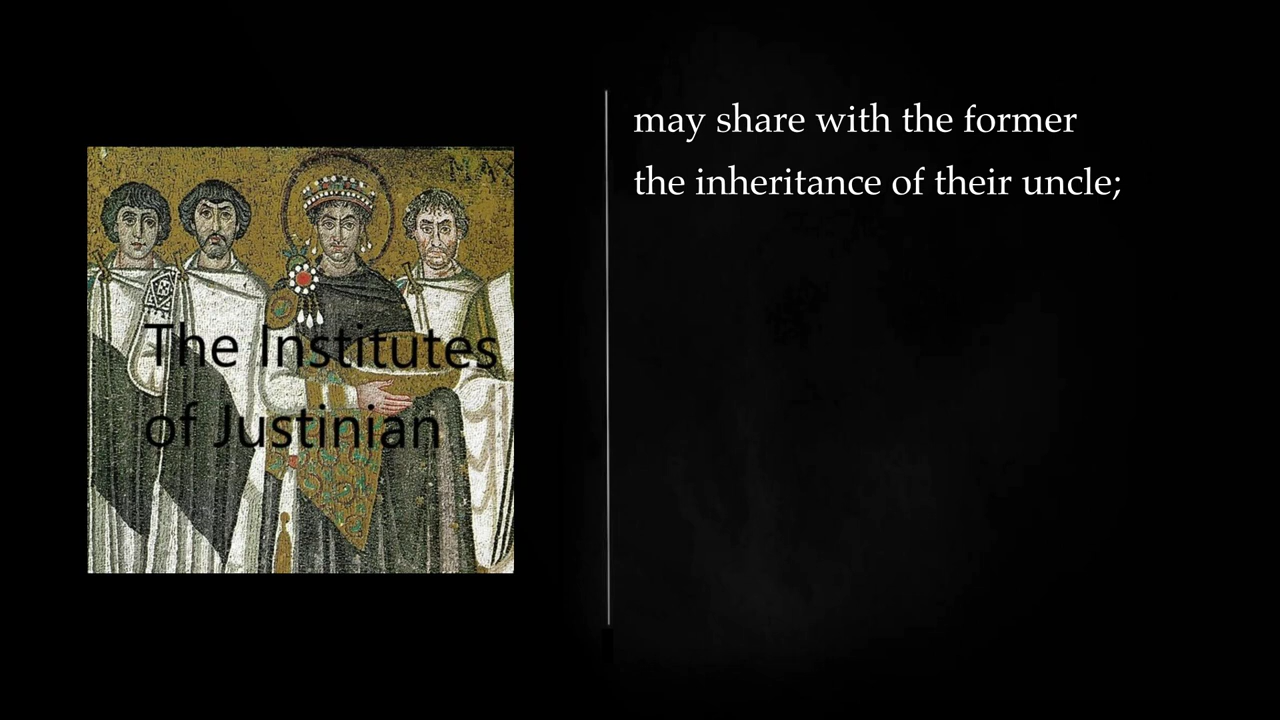 The Institutes
of Justinian
may share with the former
the inheritance of their uncle;